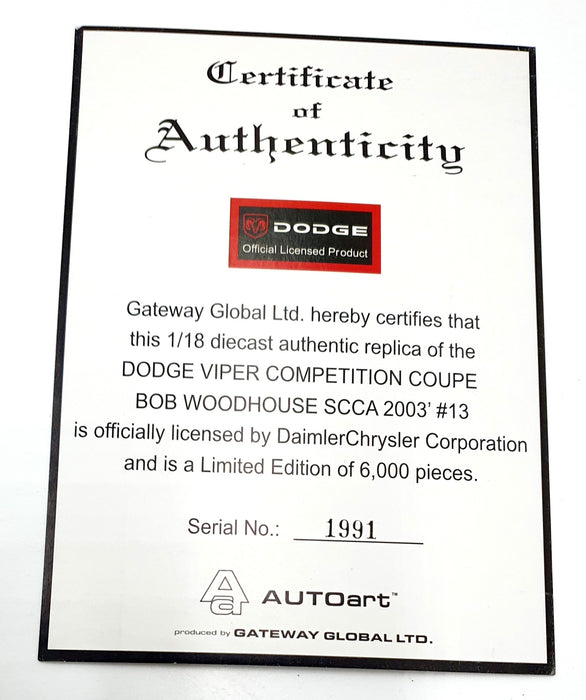 Certificate
of
Authenticity
DODGE
Official Licensed Product
Gateway Global Ltd. hereby certifies that
this 1/18 diecast authentic replica of the
DODGE VIPER COMPETITION COUPE
BOB WOODHOUSE SCCA 2003' #13
is officially licensed by DaimlerChrysler Corporation
and is a Limited Edition of 6,000 pieces.
Serial No.: 1991
Aa AUTOart™
produced by GATEWAY GLOBAL LTD.